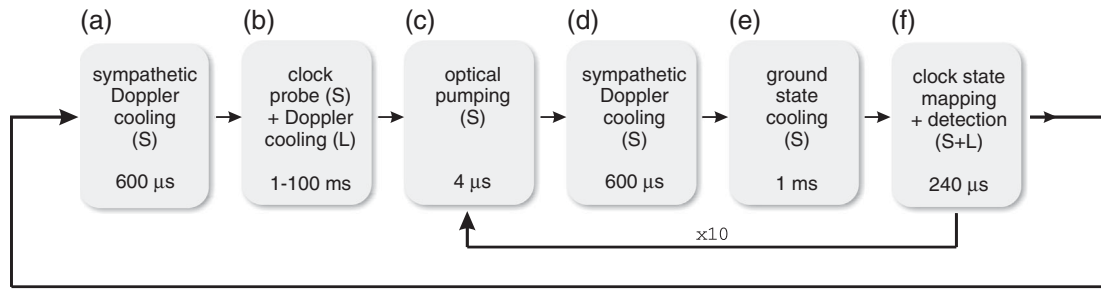 (a)
sympathetic
Doppler
cooling
(S)
600 μs
(b)
clock
probe (S)
+ Doppler
cooling (L)
1-100 ms
(c)
optical
pumping
(S)
4 μs
(d)
sympathetic
Doppler
cooling
(S)
600 μs
(e)
ground
state
cooling
(S)
1 ms
(f)
clock state
mapping
+ detection
(S+L)
240 μs
x10